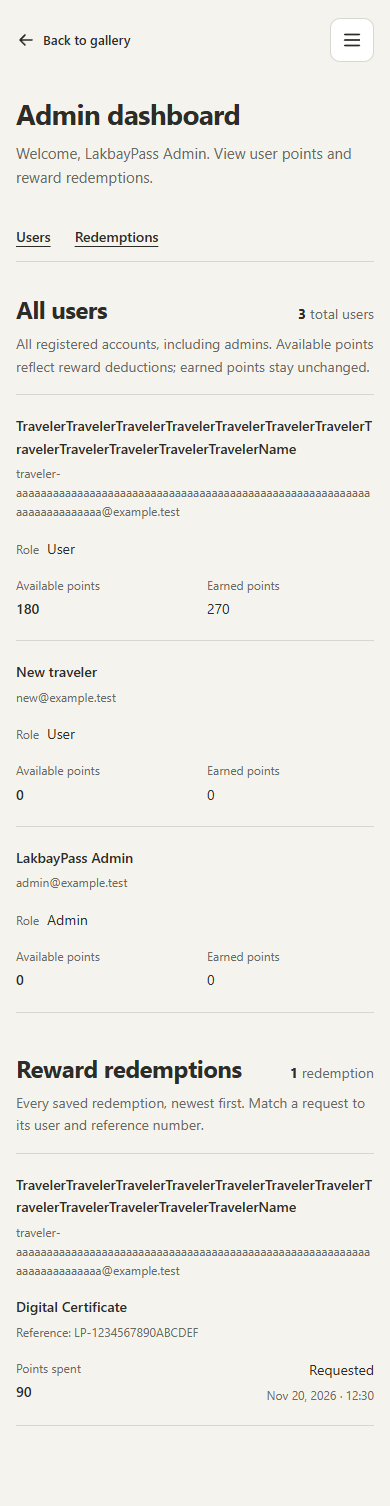 Back to gallery
Admin dashboard
Welcome, LakbayPass Admin. View user points and
reward redemptions.
Users Redemptions
All users 3 total users
All registered accounts, including admins. Available points
reflect reward deductions; earned points stay unchanged.
TravelerTravelerTravelerTravelerTravelerTravelerTravelerT
ravelerTravelerTravelerTravelerTravelerName
traveler-
aaaaaaaaaaaaaaaaaaaaaaaaaaaaaaaaaaaaaaaaaaaaaaaaaaaaaaaaaa
aaaaaaaaaaaaaa@example.test
Role User
Available points Earned points
180 270
New traveler
new@example.test
Role User
Available points Earned points
0 0
LakbayPass Admin
admin@example.test
Role Admin
Available points Earned points
0 0
Reward redemptions 1 redemption
Every saved redemption, newest first. Match a request to
its user and reference number.
TravelerTravelerTravelerTravelerTravelerTravelerTravelerT
ravelerTravelerTravelerTravelerTravelerName
traveler-
aaaaaaaaaaaaaaaaaaaaaaaaaaaaaaaaaaaaaaaaaaaaaaaaaaaaaaaaaa
aaaaaaaaaaaaaa@example.test
Digital Certificate
Reference: LP-1234567890ABCDEF
Points spent Requested
90 Nov 20, 2026 · 12:30